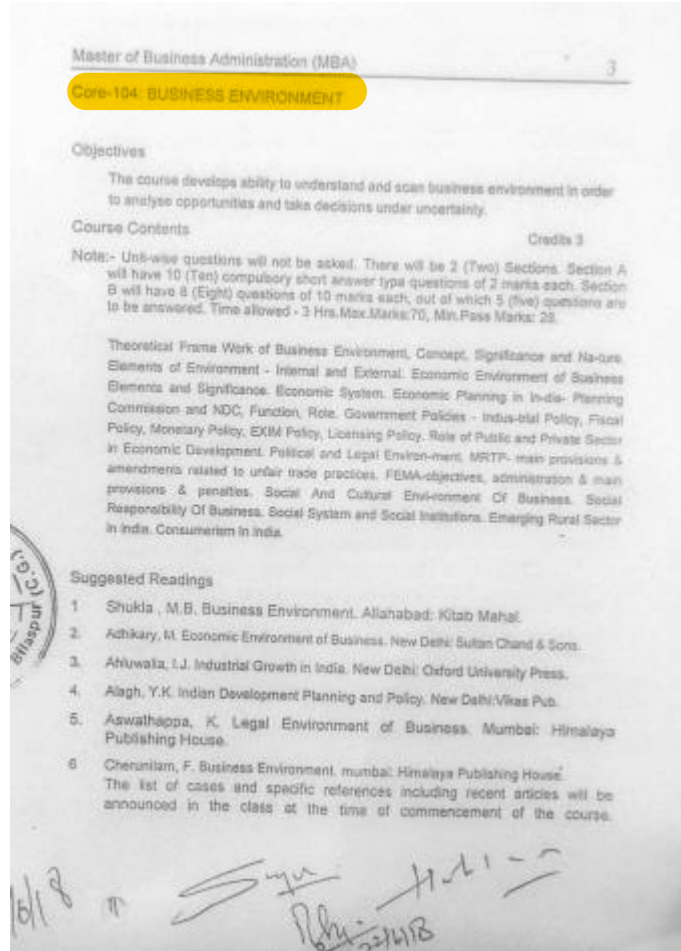 Master of Business Administration (MBA)
3
Core-104: BUSINESS ENVIRONMENT
Objectives
The course develops ability to understand and scan business environment in order
to analyse opportunities and take decisions under uncertainty.
Course Contents
Credits 3
Note:- Unit-wise questions will not be asked. There will be 2 (Two) Sections. Section A
will have 10 (Ten) compulsory short answer type questions of 2 marks each. Section
B will have 8 (Eight) questions of 10 marks each, out of which 5 (five) questions are
to be answered. Time allowed - 3 Hrs.Max.Marks:70, Min.Pass Marks: 28.
Theoretical Frame Work of Business Environment, Concept, Significance and Na-ture.
Elements of Environment - Internal and External. Economic Environment of Business
Elements and Significance. Economic System. Economic Planning in In-dia- Planning
Commission and NDC, Function, Role. Government Policies - Indus-trial Policy, Fiscal
Policy, Monetary Policy, EXIM Policy, Licensing Policy. Role of Public and Private Sector
in Economic Development. Political and Legal Environ-ment. MRTP- main provisions &
amendments related to unfair trade practices. FEMA-objectives, administration & main
provisions & penalties. Social And Cultural Envi-ronment Of Business. Social
Responsibility Of Business. Social System and Social Institutions. Emerging Rural Sector
in India. Consumerism in India.
Suggested Readings
1 Shukla , M.B. Business Environment. Allahabad: Kitab Mahal.
2. Adhikary, M. Economic Environment of Business. New Delhi: Sultan Chand & Sons.
3. Ahluwalia, I.J. Industrial Growth in India. New Delhi: Oxford University Press.
4. Alagh, Y.K. Indian Development Planning and Policy. New Delhi:Vikas Pub.
5. Aswathappa, K. Legal Environment of Business. Mumbai: Himalaya
Publishing House.
6 Cherunilam, F. Business Environment. mumbai: Himalaya Publishing House.
The list of cases and specific references including recent articles will be
announced in the class at the time of commencement of the course.
Bilaspur (C.G.)